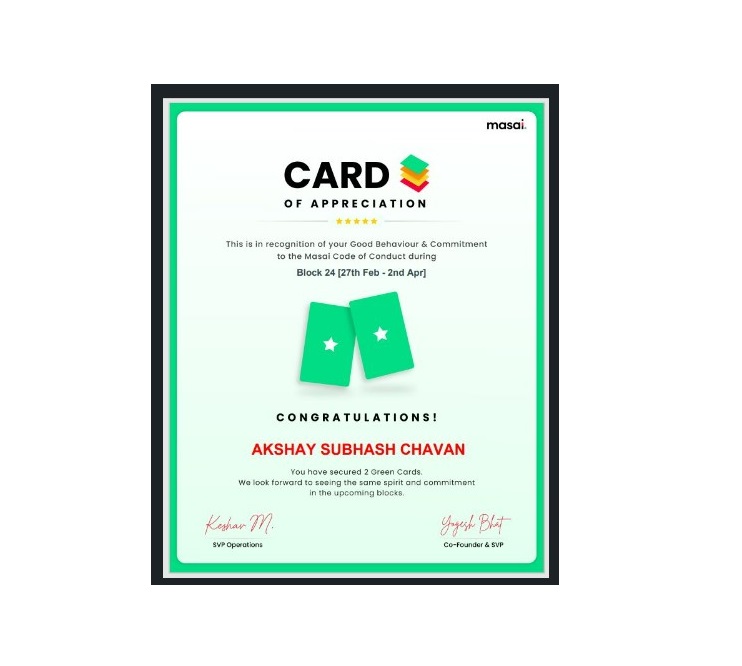 masai.
CARD
OF APPRECIATION
This is in recognition of your Good Behaviour & Commitment
to the Masai Code of Conduct during
Block 24 [27th Feb - 2nd Apr]
CONGRATULATIONS!
AKSHAY SUBHASH CHAVAN
You have secured 2 Green Cards.
We look forward to seeing the same spirit and commitment
in the upcoming blocks.
Keshav M.
Yogesh Bhat
SVP Operations
Co-Founder & SVP